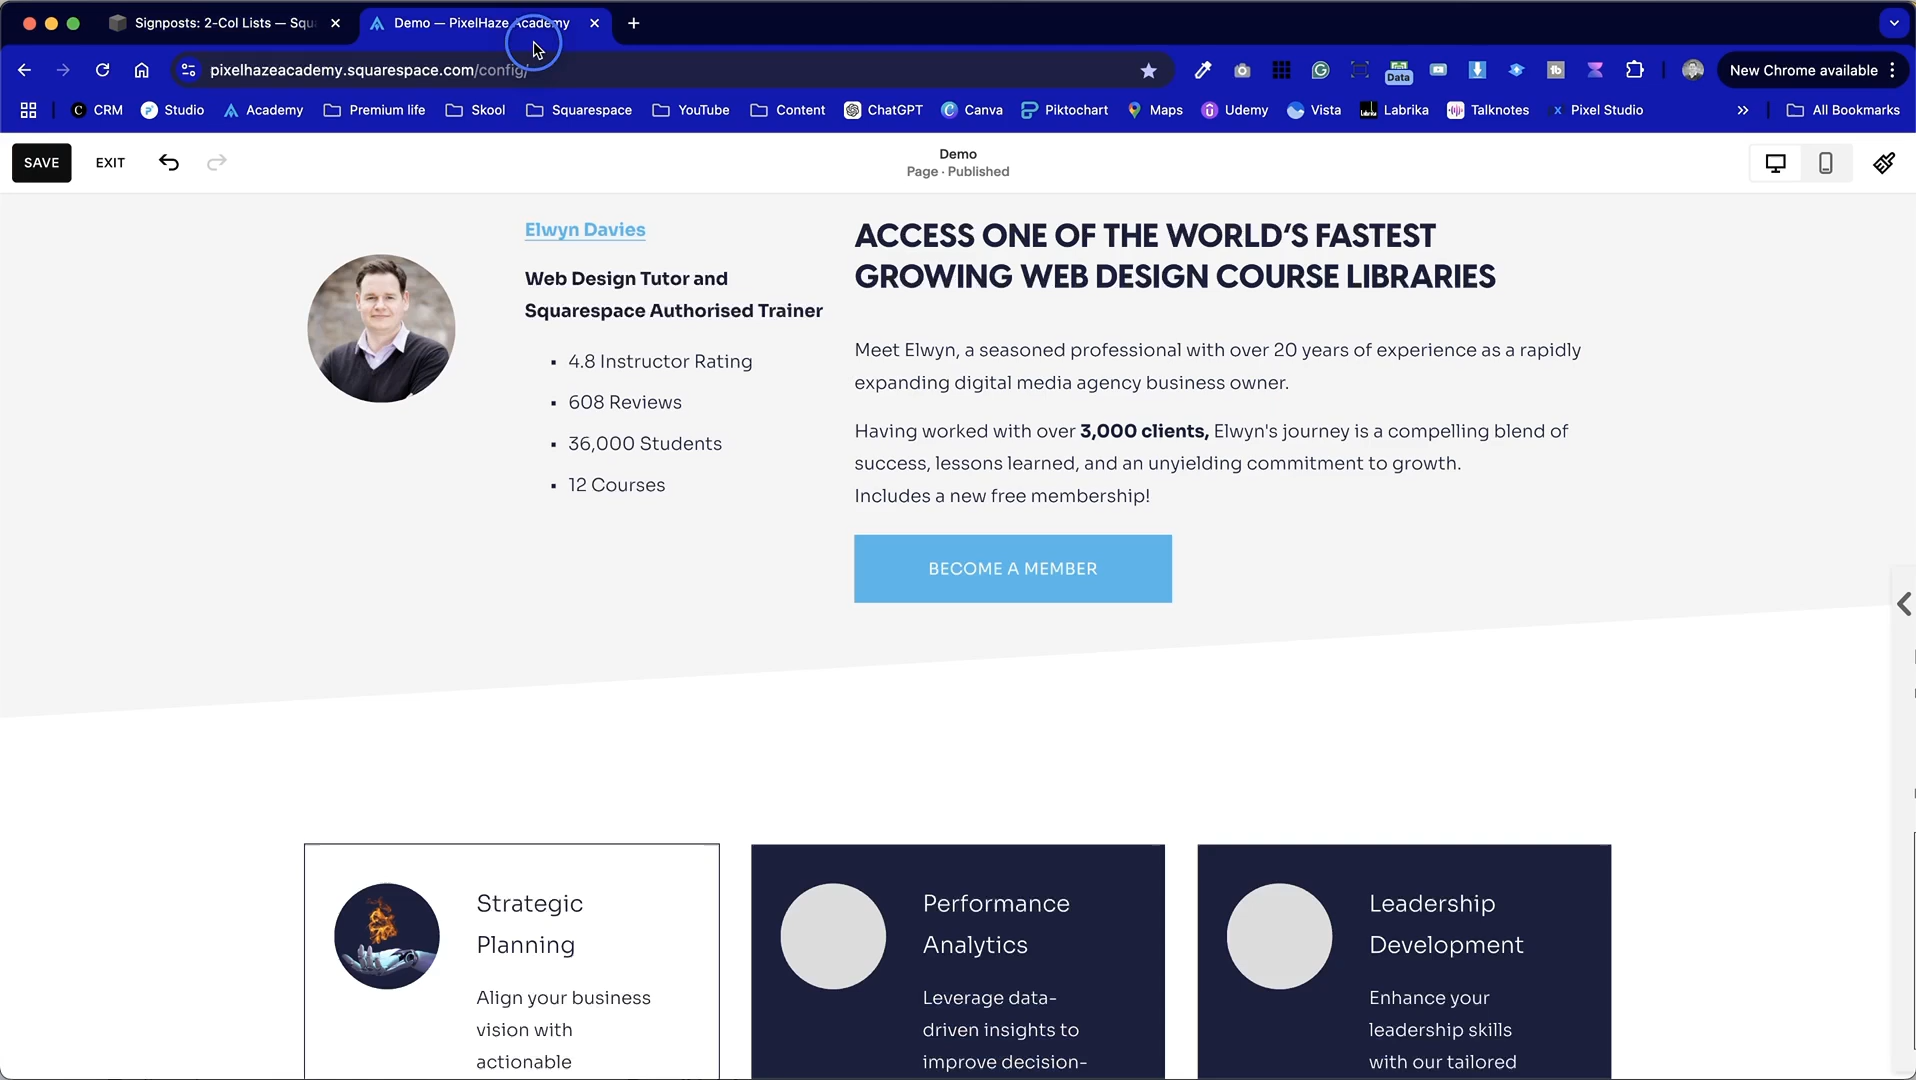 Signposts: 2-Col Lists — Squ
Demo — PixelHaze Academy
pixelhazeacademy.squarespace.com/config/
Data
New Chrome available
CRM
Studio
Academy
Premium life
Skool
Squarespace
YouTube
Content
ChatGPT
Canva
Piktochart
Maps
Udemy
Vista
Labrika
Talknotes
Pixel Studio
All Bookmarks
SAVE
EXIT
Demo
Page · Published
Elwyn Davies
Web Design Tutor and
Squarespace Authorised Trainer
4.8 Instructor Rating
608 Reviews
36,000 Students
12 Courses
ACCESS ONE OF THE WORLD’S FASTEST
GROWING WEB DESIGN COURSE LIBRARIES
Meet Elwyn, a seasoned professional with over 20 years of experience as a rapidly
expanding digital media agency business owner.
Having worked with over 3,000 clients, Elwyn's journey is a compelling blend of
success, lessons learned, and an unyielding commitment to growth.
Includes a new free membership!
BECOME A MEMBER
Strategic
Planning
Align your business
vision with
actionable
Performance
Analytics
Leverage data-
driven insights to
improve decision-
Leadership
Development
Enhance your
leadership skills
with our tailored